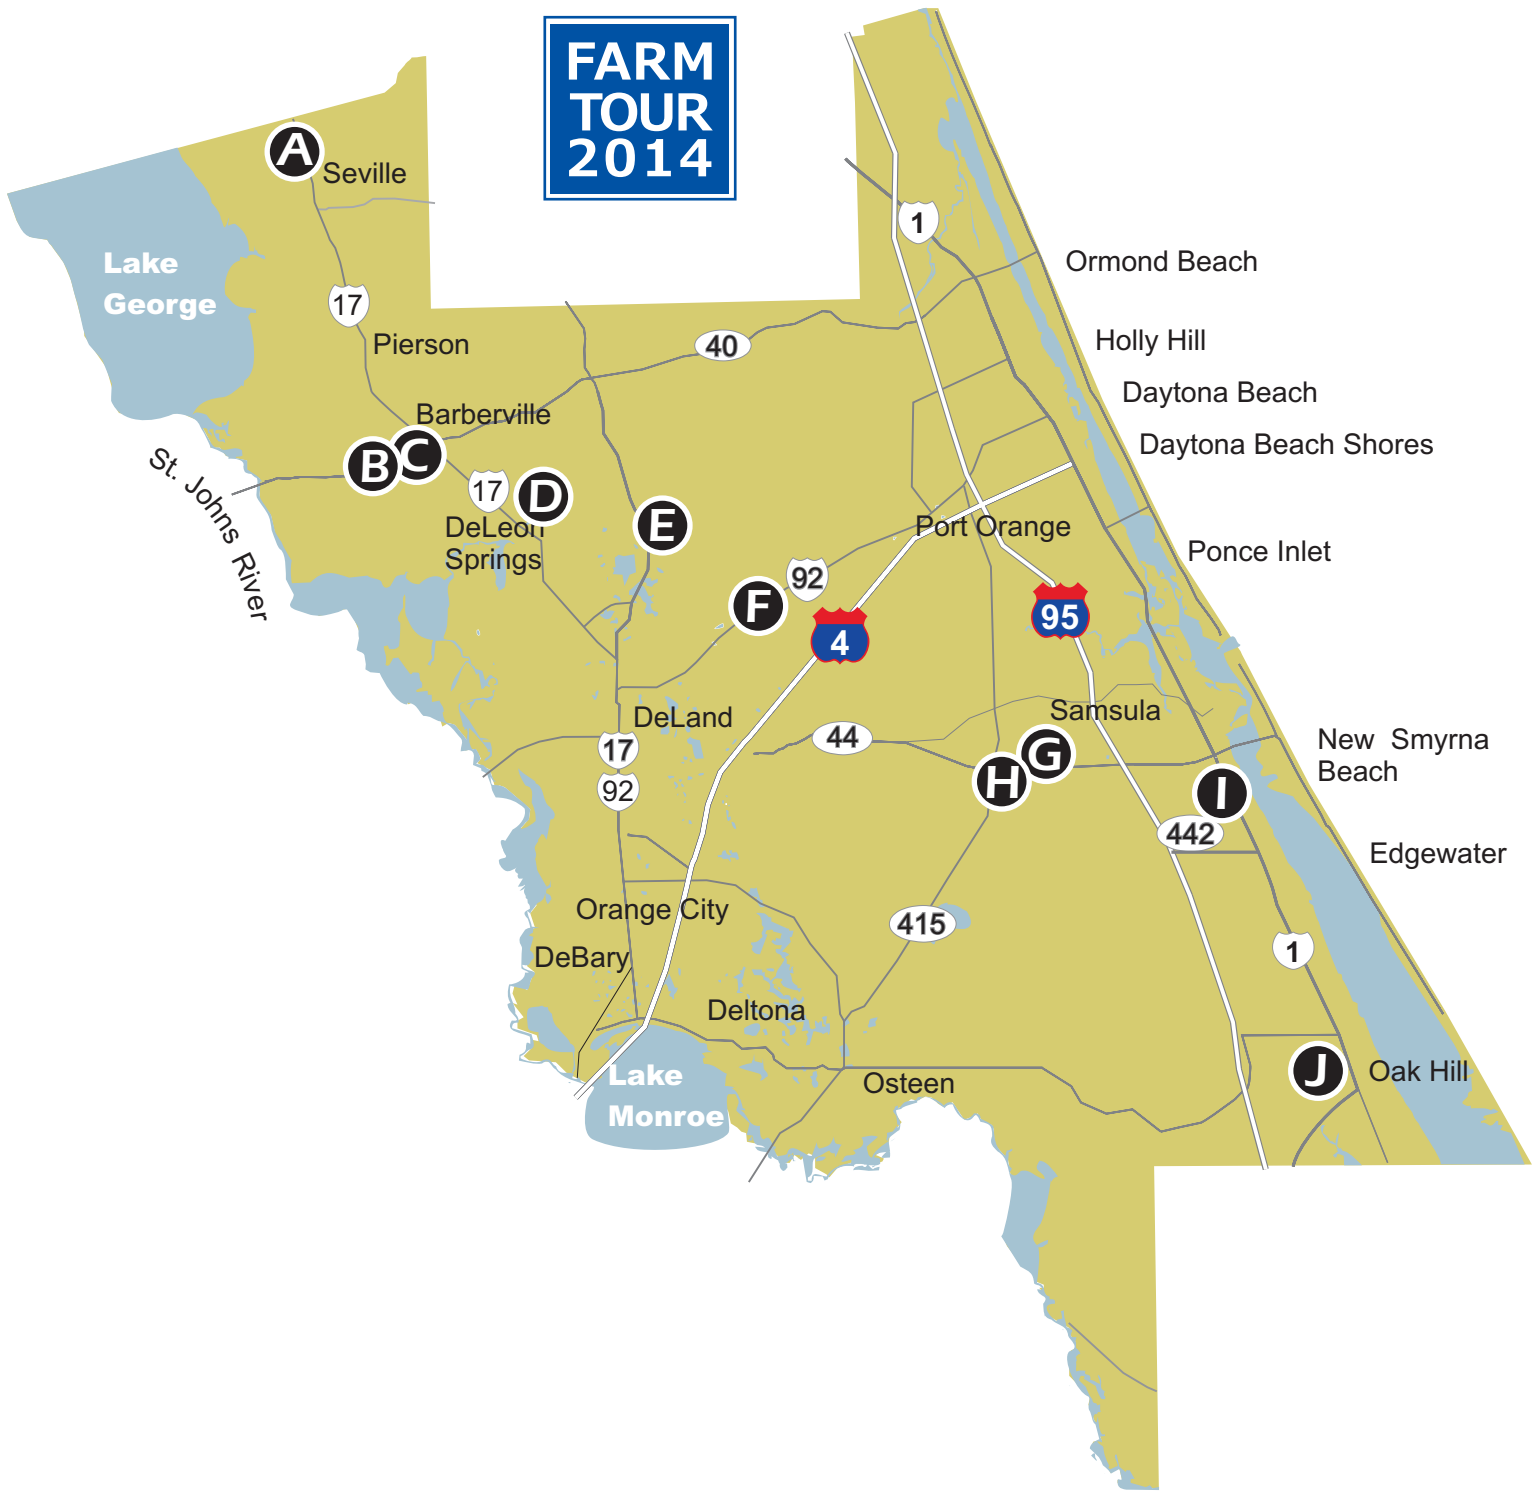 FARM
TOUR
2014
A
Seville
1
Lake
George
Ormond Beach
17
Pierson
40
Holly Hill
Daytona Beach
Barberville
Daytona Beach Shores
B
C
St. Johns River
17
D
DeLeon
Springs
E
Port Orange
Ponce Inlet
92
F
4
95
DeLand
Samsula
17
44
New Smyrna
Beach
G
H
92
I
442
Edgewater
Orange City
415
DeBary
1
Deltona
Lake
Monroe
Osteen
J
Oak Hill